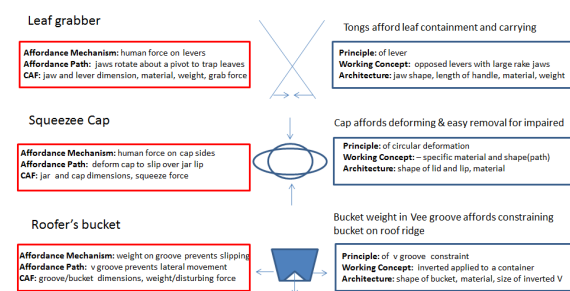 Leaf grabber
Tongs afford leaf containment and carrying
Affordance Mechanism: human force on levers
Affordance Path: jaws rotate about a pivot to trap leaves
CAF: jaw and lever dimension, material, weight, grab force
Principle: of lever
Working Concept: opposed levers with large rake jaws
Architecture: jaw shape, length of handle, material, weight
Squeezee Cap
Cap affords deforming & easy removal for impaired
Affordance Mechanism: human force on cap sides
Affordance Path: deform cap to slip over jar lip
CAF: jar and cap dimensions, squeeze force
Principle: of circular deformation
Working Concept: – specific material and shape(path)
Architecture: shape of lid and lip, material
Roofer's bucket
Bucket weight in Vee groove affords constraining
bucket on roof ridge
Affordance Mechanism: weight on groove prevents slipping
Affordance Path: v groove prevents lateral movement
CAF: groove/bucket dimensions, weight/disturbing force
Principle: of v groove constraint
Working Concept: inverted applied to a container
Architecture: shape of bucket, material, size of inverted V